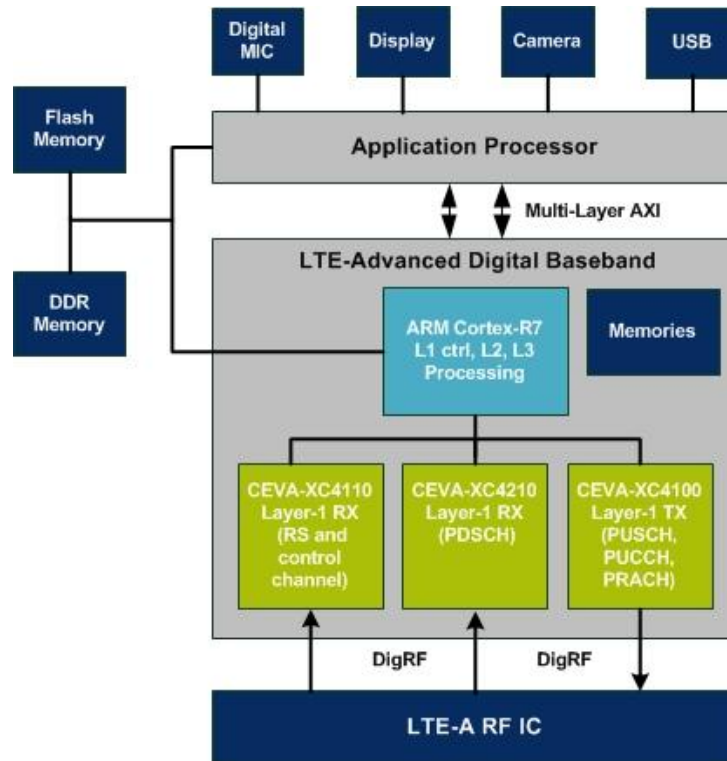 Digital
MIC
Display
Camera
USB
Flash
Memory
Application Processor
Multi-Layer AXI
DDR
Memory
LTE-Advanced Digital Baseband
ARM Cortex-R7
L1 ctrl, L2, L3
Processing
Memories
CEVA-XC4110
Layer-1 RX
(RS and
control
channel)
CEVA-XC4210
Layer-1 RX
(PDSCH)
CEVA-XC4100
Layer-1 TX
(PUSCH,
PUCCH,
PRACH)
DigRF
DigRF
LTE-A RF IC